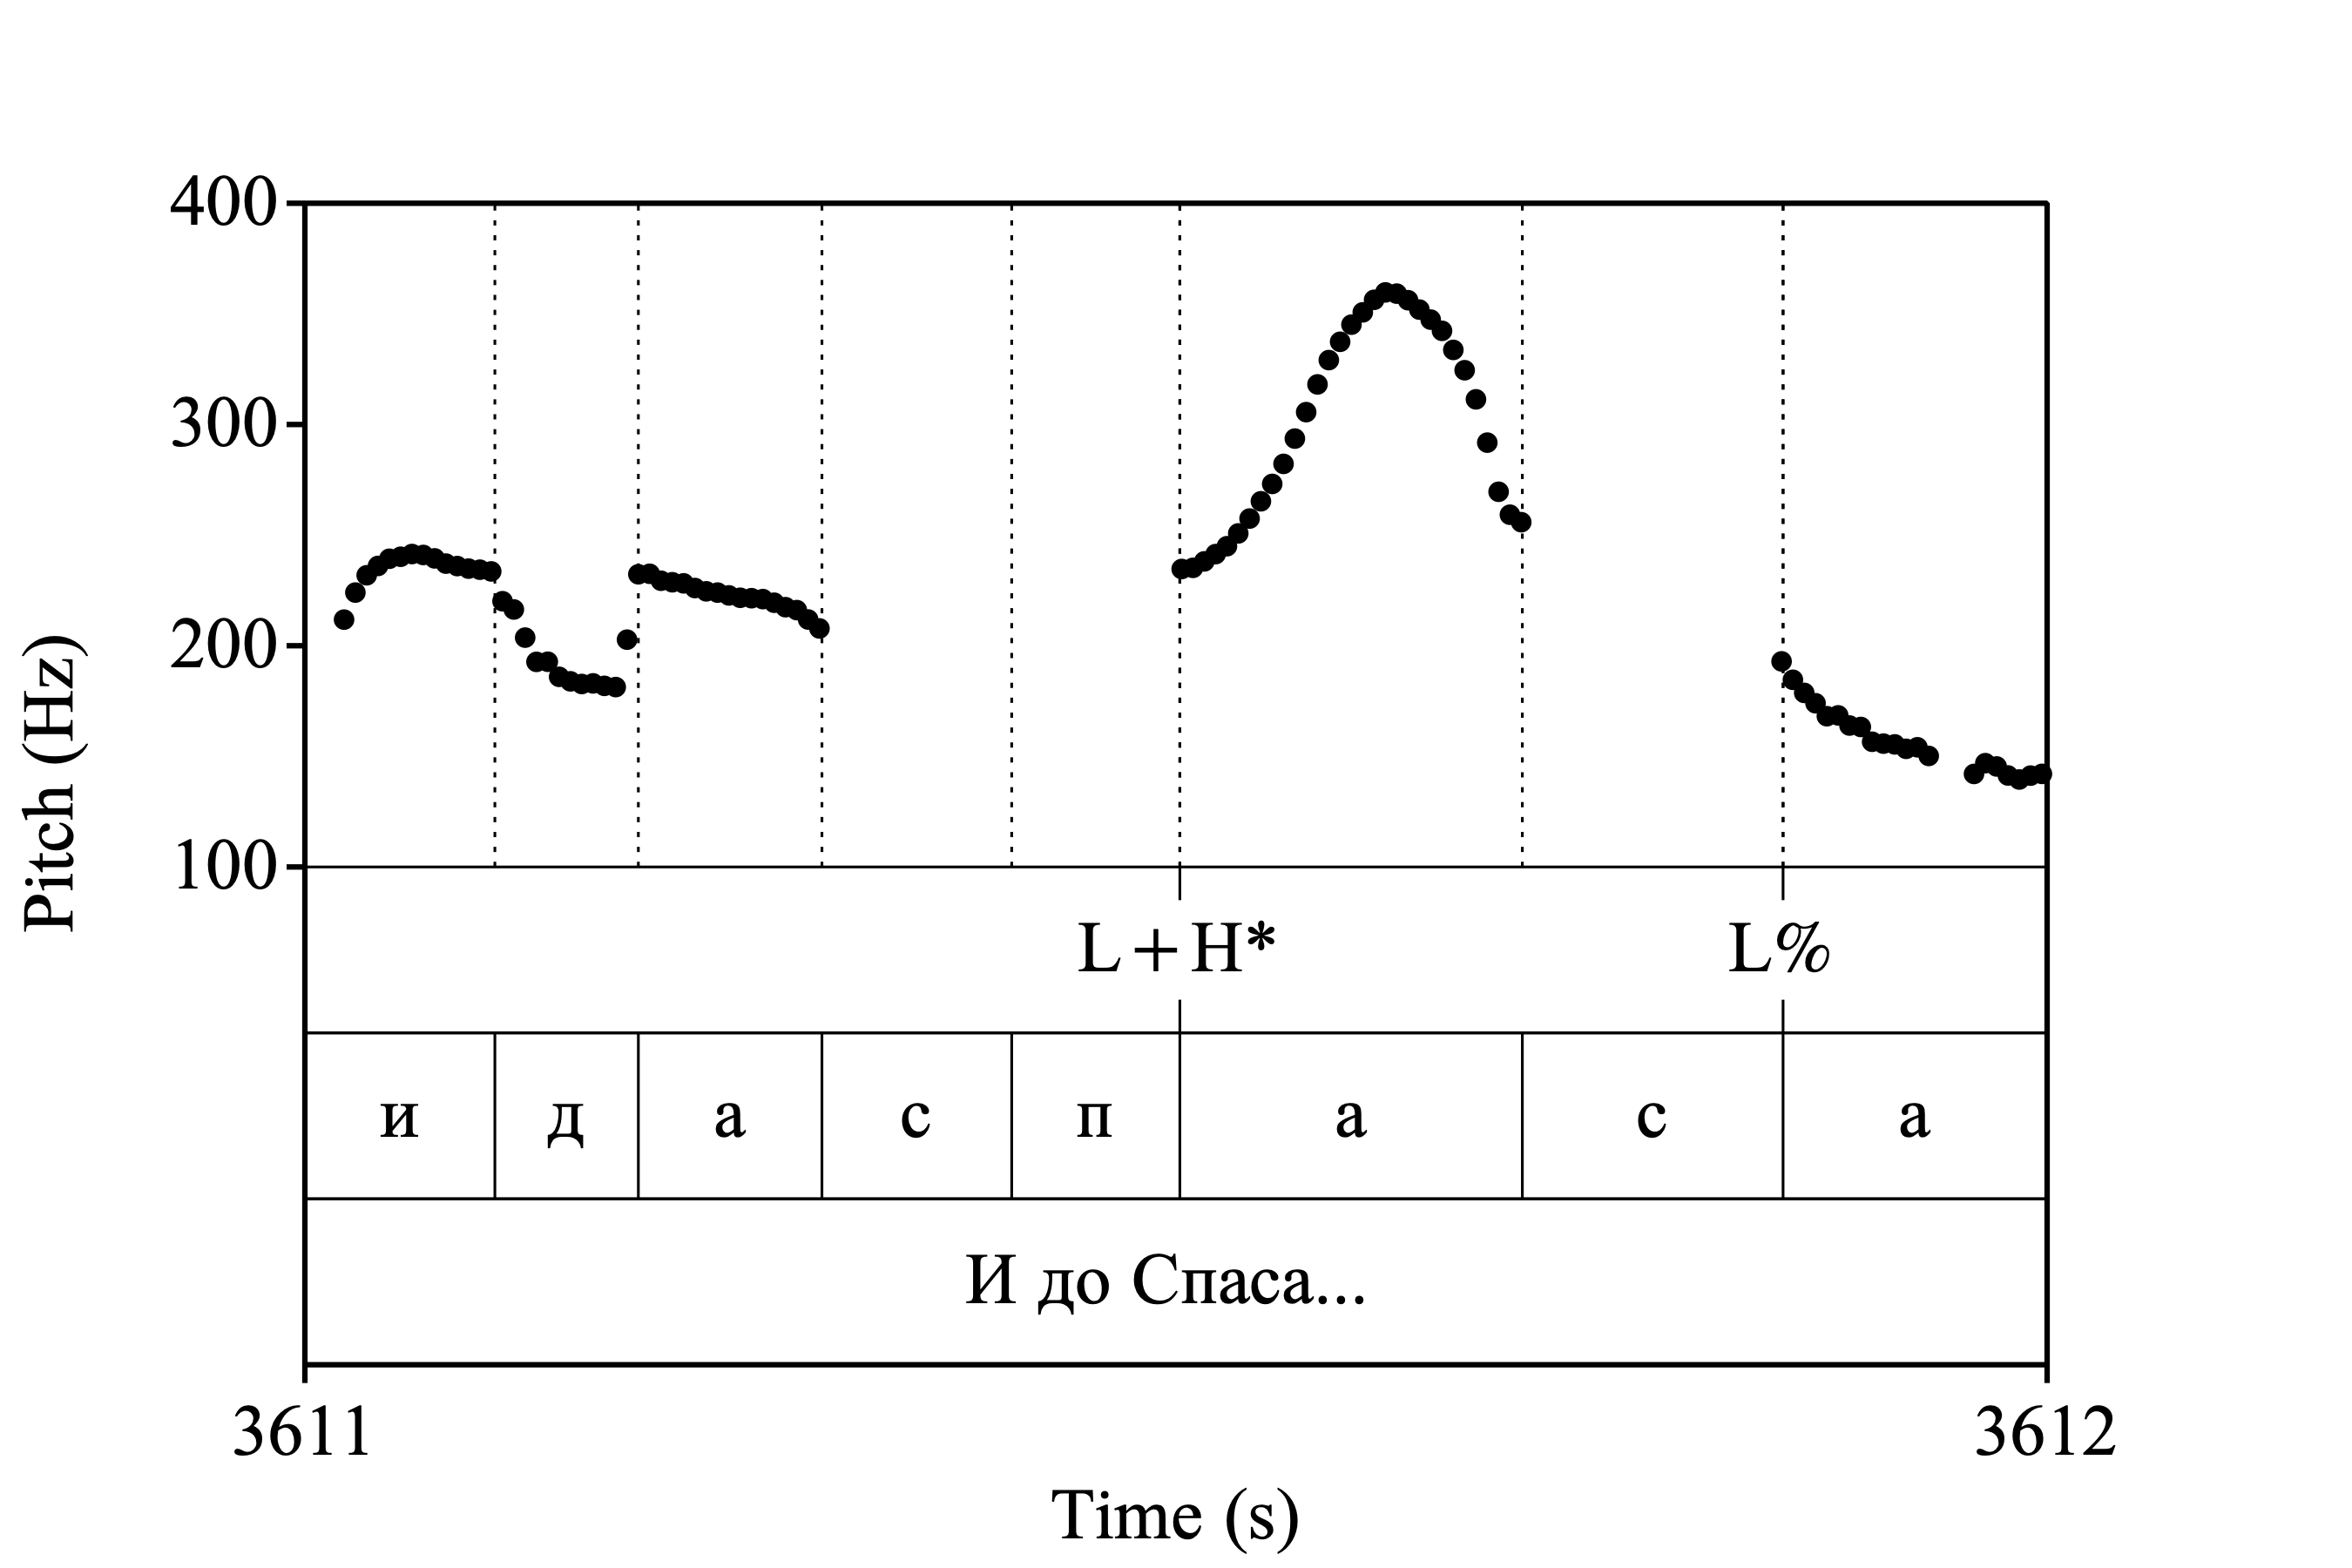 400
300
200
100
Pitch (Hz)
L+H* L%
и д а с п а с а
И до Спаса...
3611 3612
Time (s)